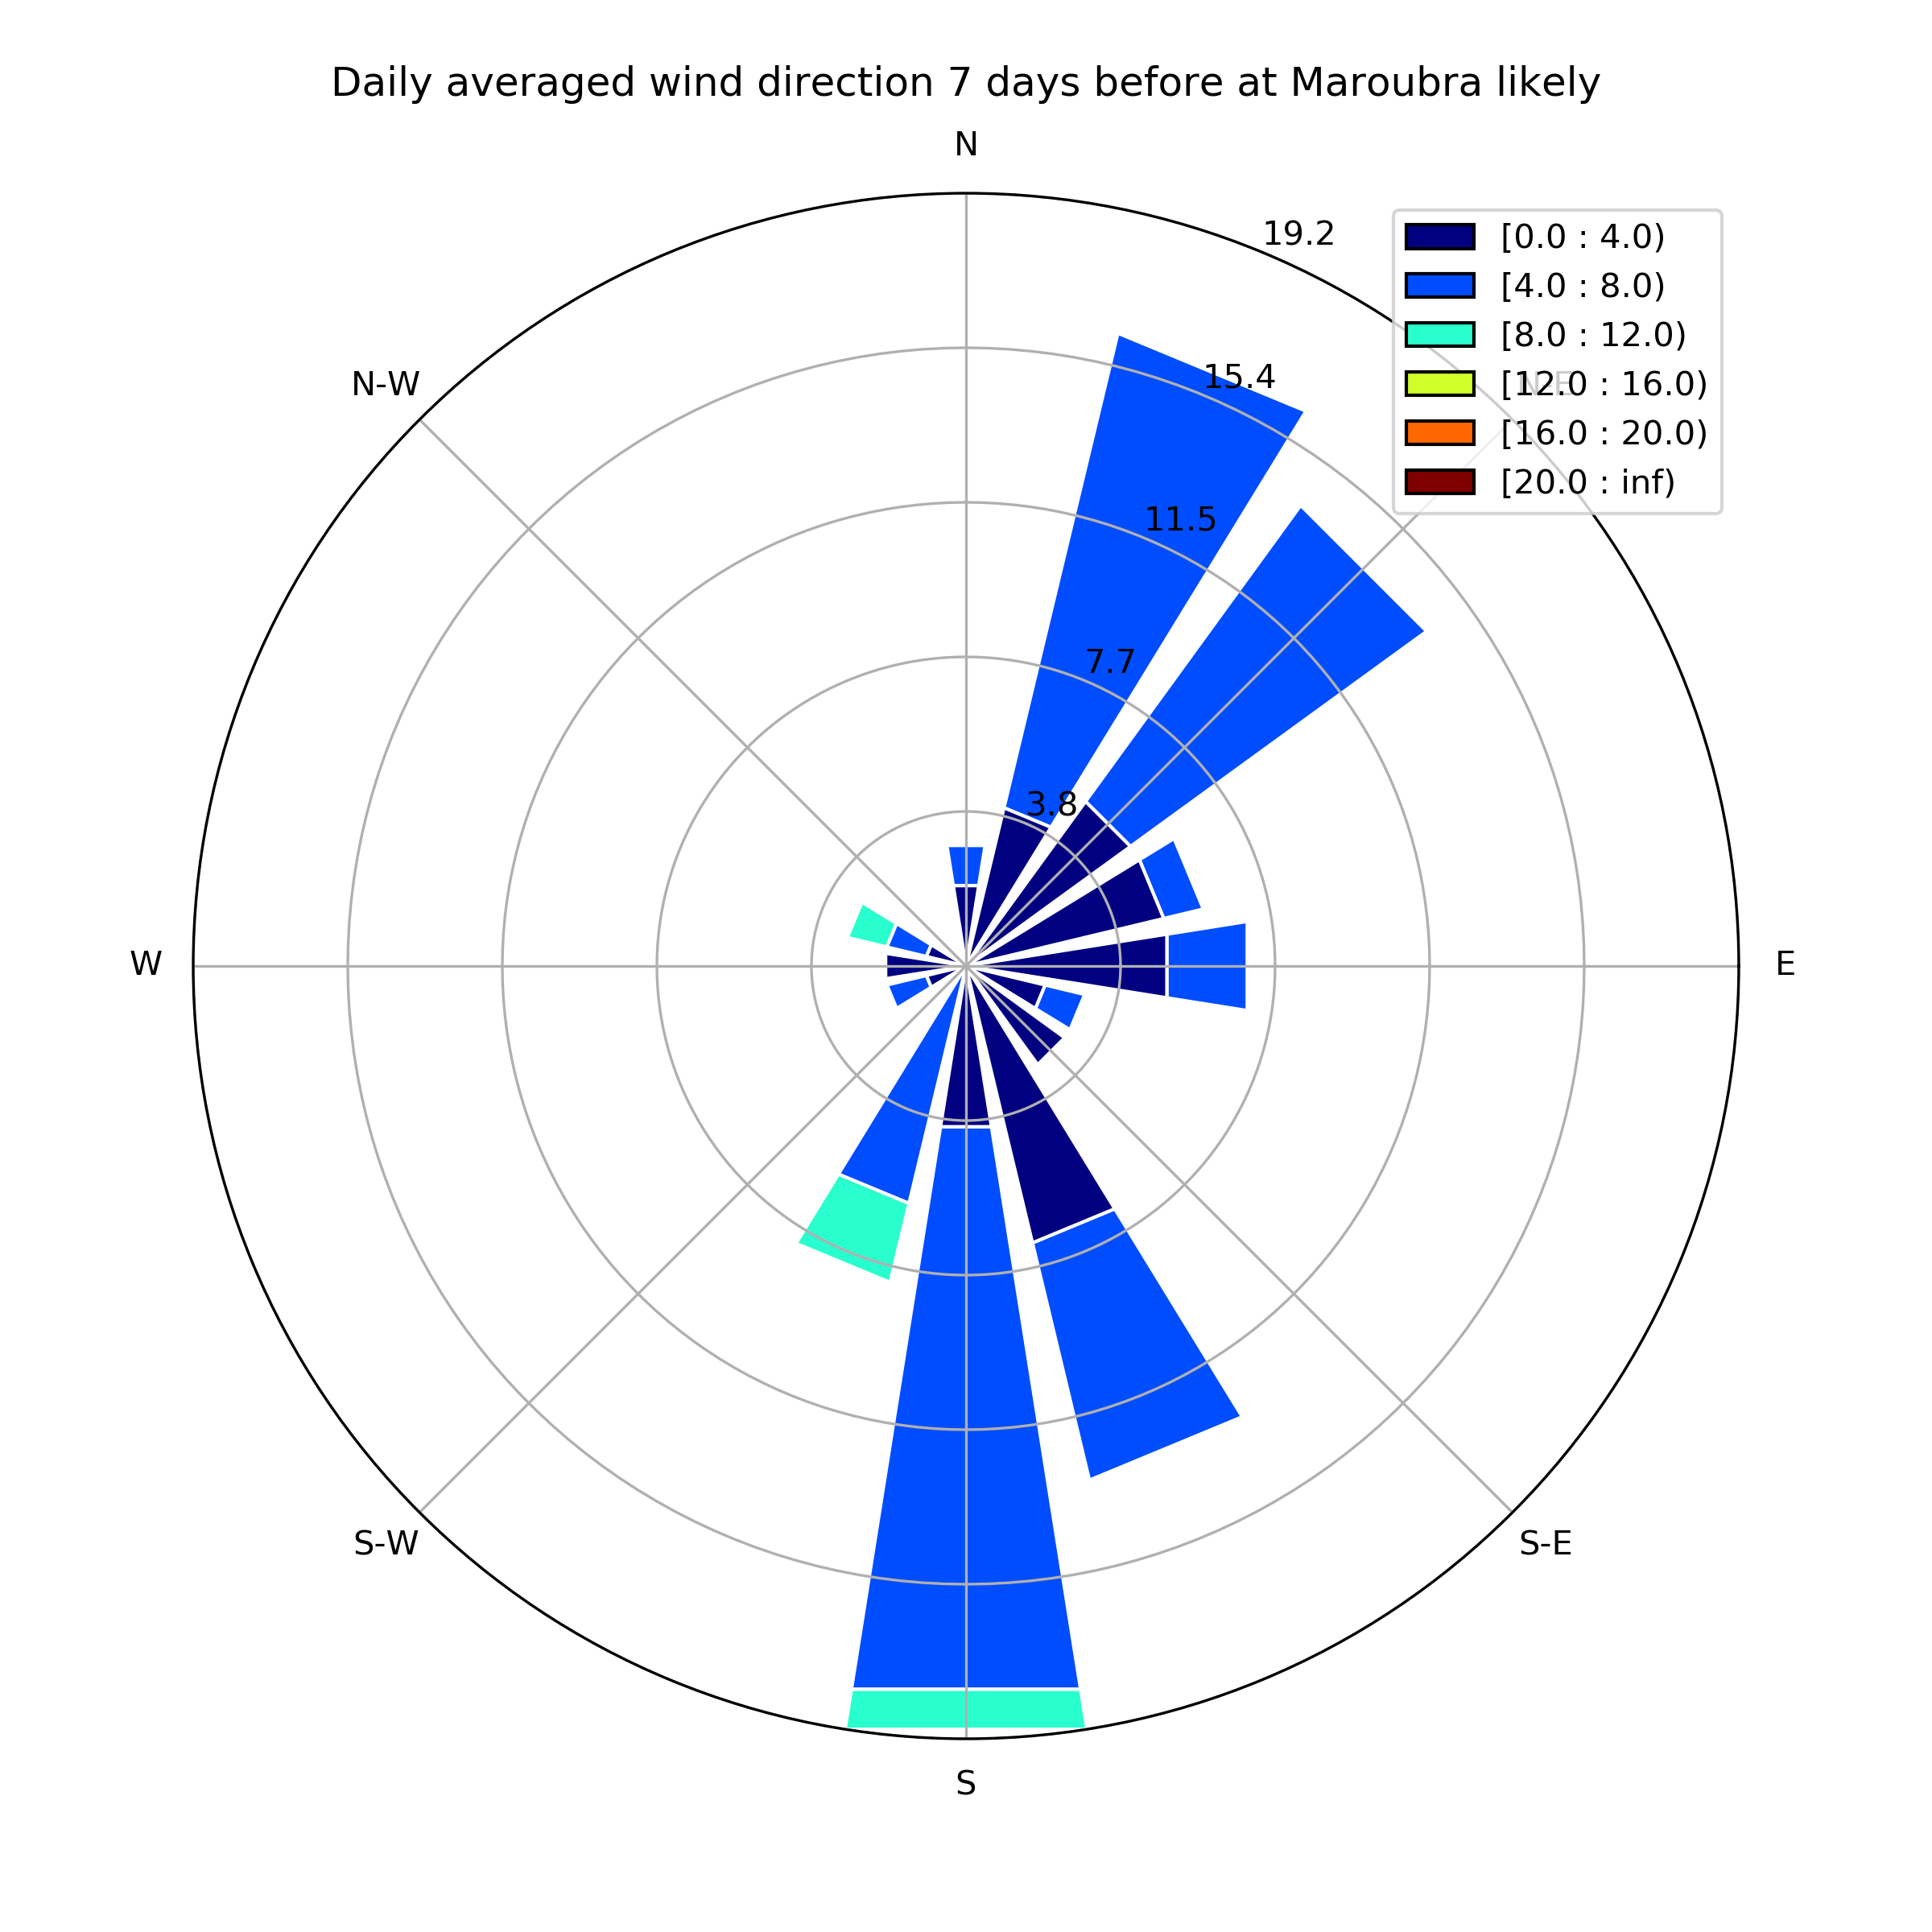 Daily averaged wind direction 7 days before at Maroubra likely
N
19.2
[0.0 : 4.0)
[4.0 : 8.0)
[8.0 : 12.0)
[12.0 : 16.0)
[16.0 : 20.0)
[20.0 : inf)
N-W
15.4
11.5
7.7
3.8
W
E
S-W
S-E
S